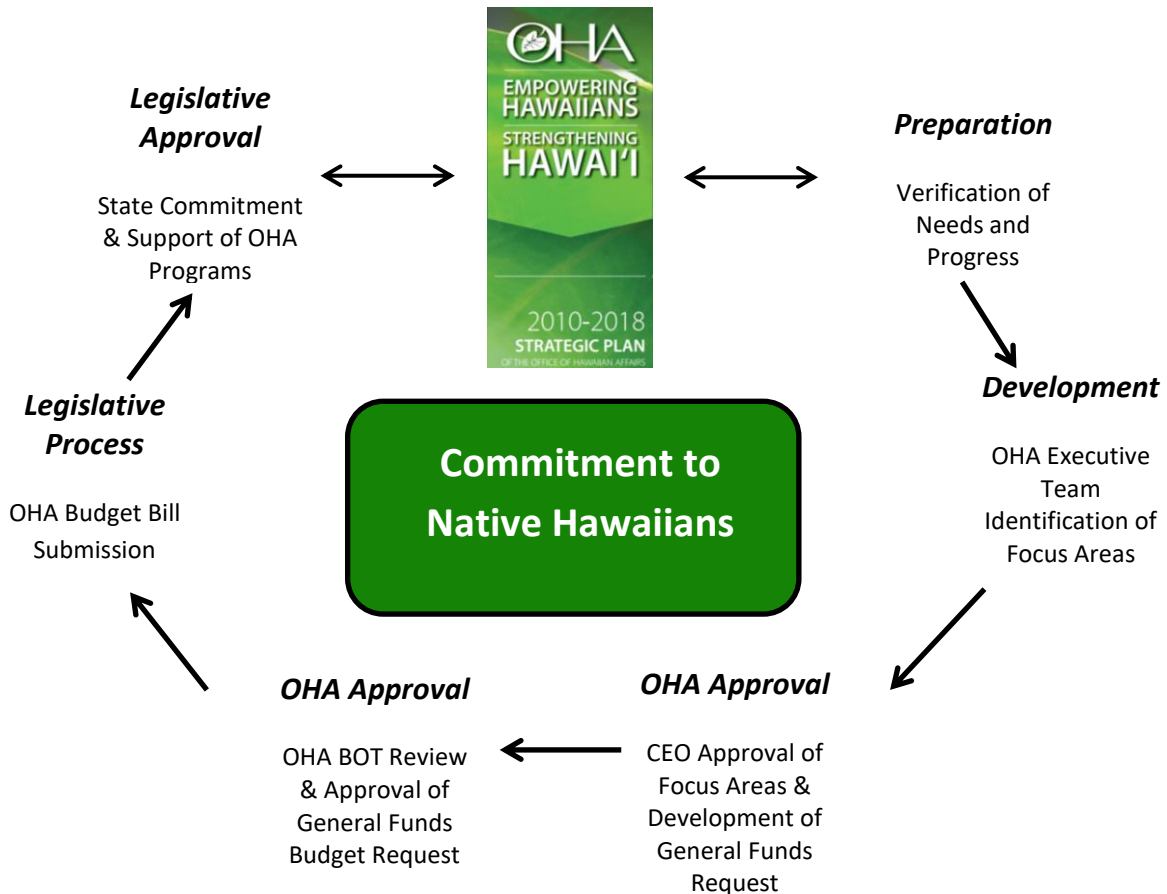 OHA
EMPOWERING
HAWAIIANS
STRENGTHENING
HAWAIʻI
2010-2018
STRATEGIC PLAN
OF THE OFFICE OF HAWAIIAN AFFAIRS
Preparation
Verification of
Needs and
Progress
Development
OHA Executive
Team
Identification of
Focus Areas
OHA Approval
CEO Approval of
Focus Areas &
Development of
General Funds
Request
OHA Approval
OHA BOT Review
& Approval of
General Funds
Budget Request
Legislative
Process
OHA Budget Bill
Submission
Legislative
Approval
State Commitment
& Support of OHA
Programs
Commitment to
Native Hawaiians